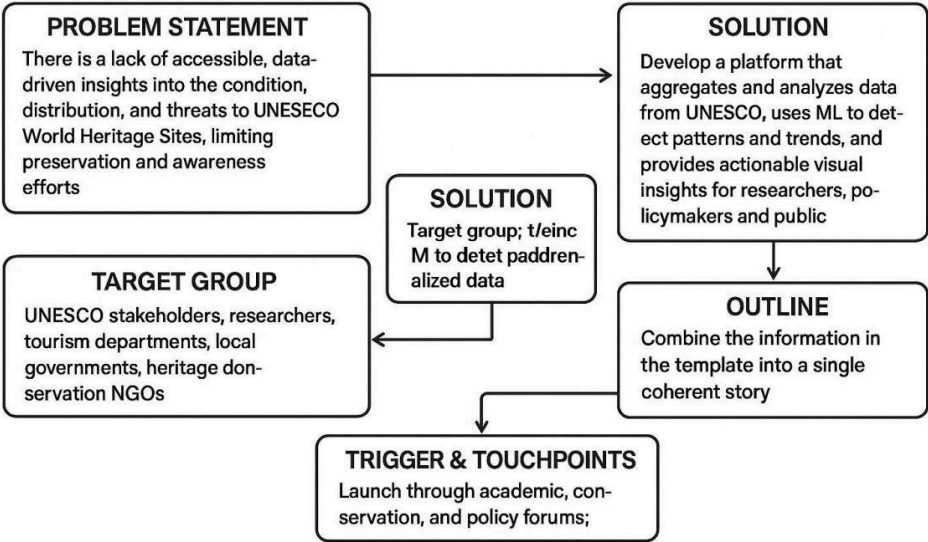 PROBLEM STATEMENT
There is a lack of accessible, data-
driven insights into the condition,
distribution, and threats to UNESECO
World Heritage Sites, limiting
preservation and awareness
efforts
SOLUTION
Develop a platform that
aggregates and analyzes data
from UNESCO, uses ML to det-
ect patterns and trends, and
provides actionable visual
insights for researchers, po-
licymakers and public
SOLUTION
Target group; t/einc
M to detet paddren-
alized data
TARGET GROUP
UNESCO stakeholders, researchers,
tourism departments, local
governments, heritage don-
servation NGOs
OUTLINE
Combine the information in
the template into a single
coherent story
TRIGGER & TOUCHPOINTS
Launch through academic, con-
servation, and policy forums;